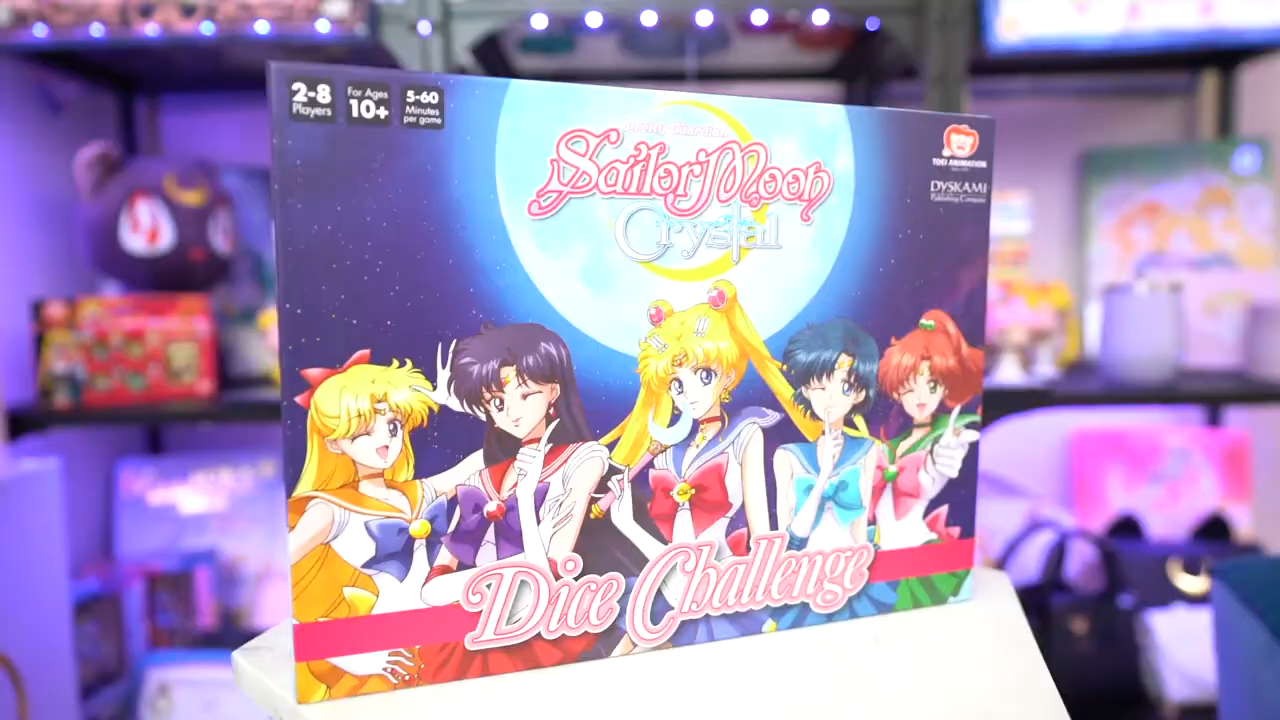 2-8
Players
For Ages
10+
5-60
Minutes
per game
Pretty Guardian
Sailor Moon
Crystal
TOEI ANIMATION
DYSKAMI
Publishing Company
Dice Challenge